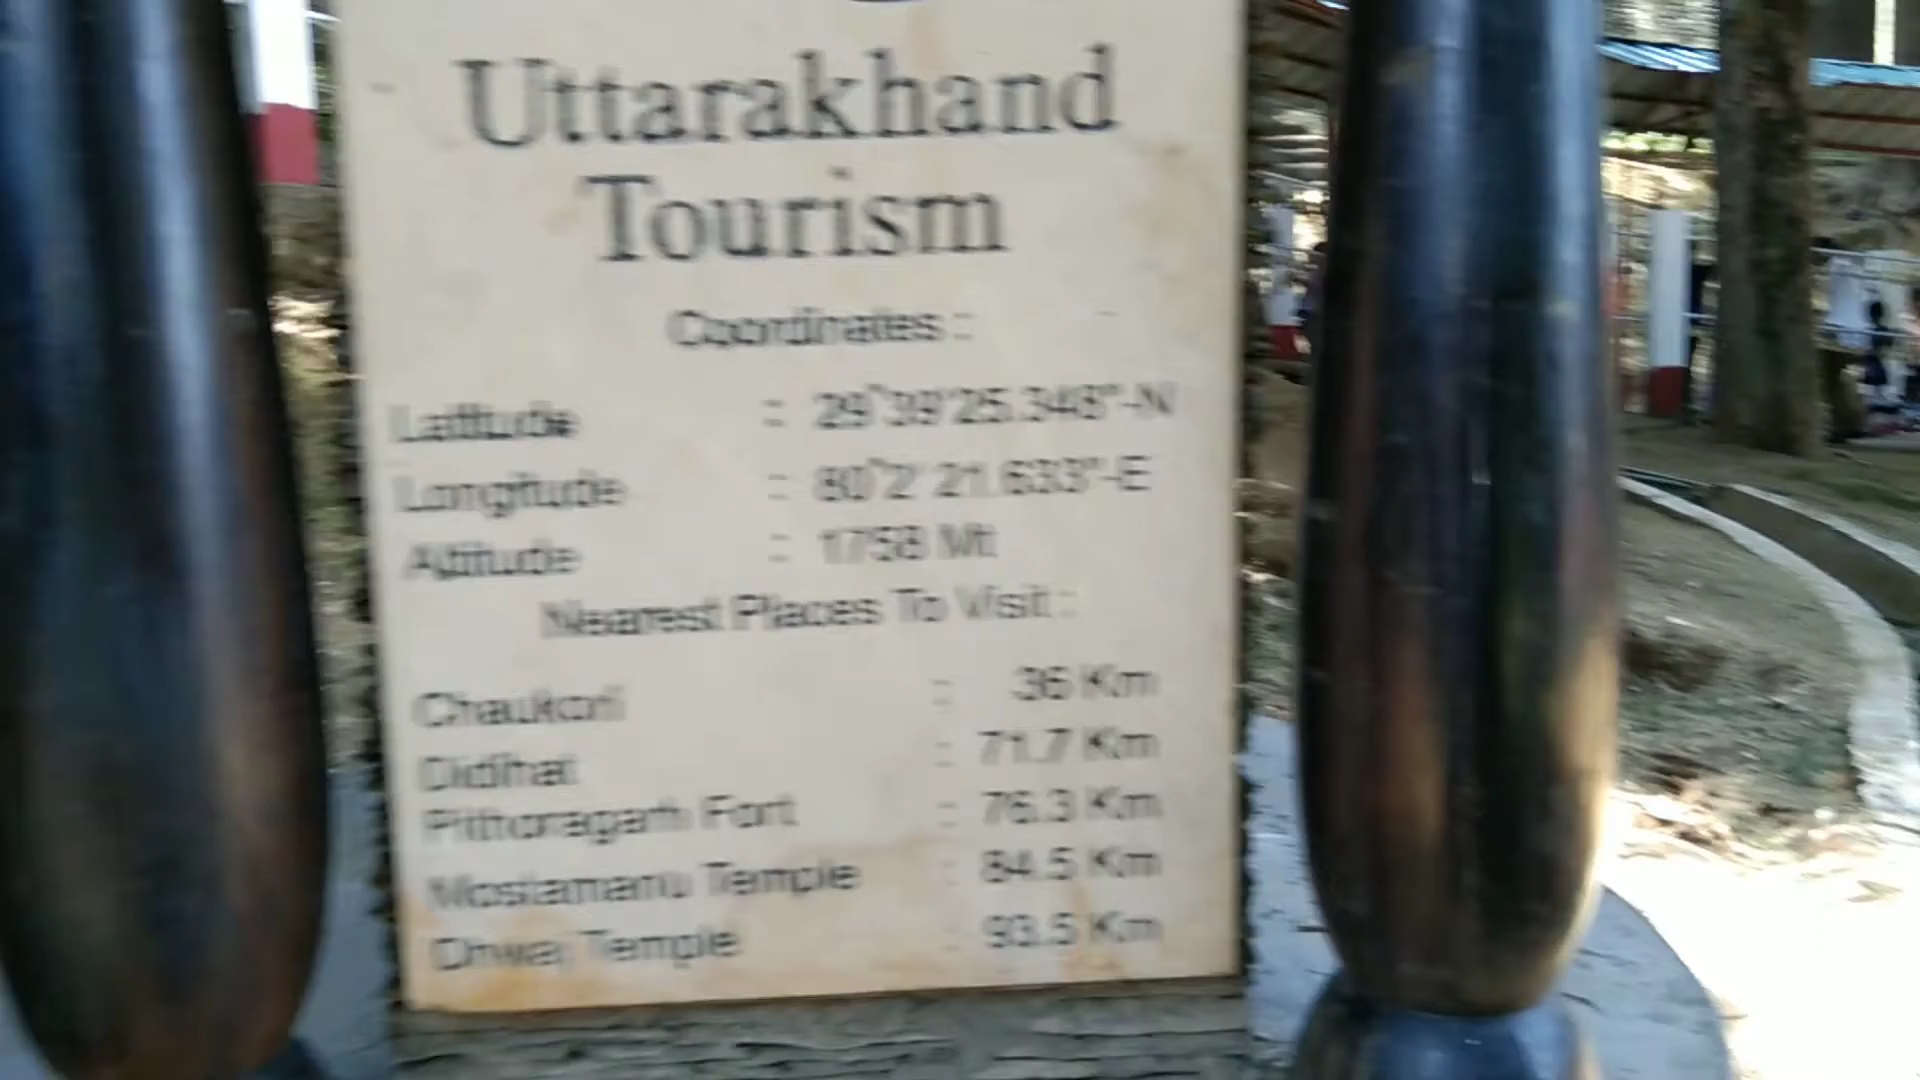 Uttarakhand
Tourism
Coordinates :
Latitude : 29°39'25.348"-N
Longitude : 80°2' 21.633"-E
Altitude : 1758 Mt
Nearest Places To Visit :
Chaukori : 36 Km
Didihat : 71.7 Km
Pithoragarh Fort : 76.3 Km
Mostamanu Temple : 84.5 Km
Dhwaj Temple : 93.5 Km